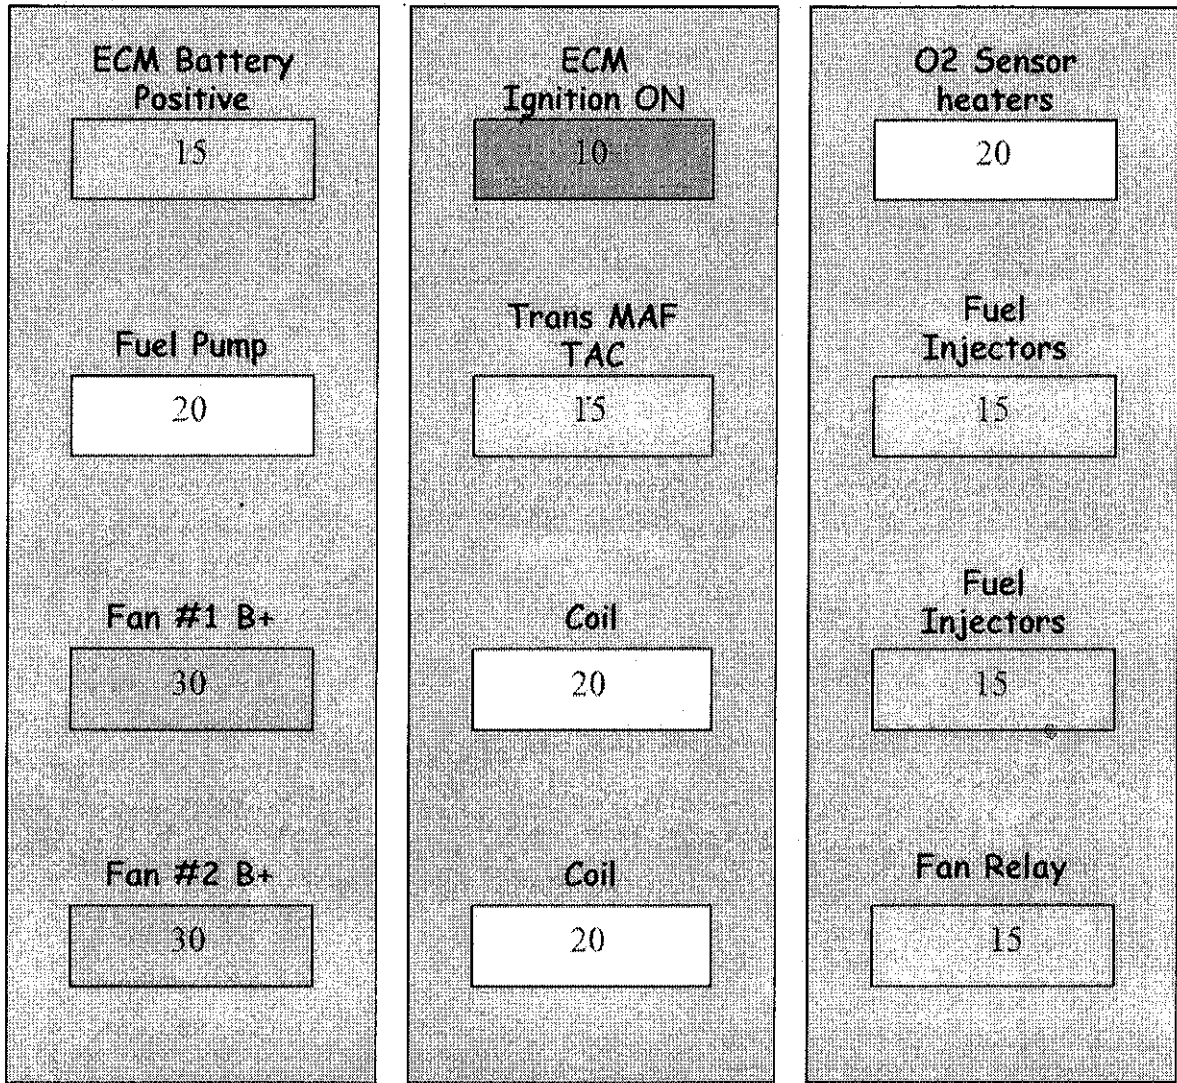 ECM Battery
Positive
15
Fuel Pump
20
Fan #1 B+
30
Fan #2 B+
30
ECM
Ignition ON
10
Trans MAF
TAC
15
Coil
20
Coil
20
O2 Sensor
heaters
20
Fuel
Injectors
15
Fuel
Injectors
15
Fan Relay
15